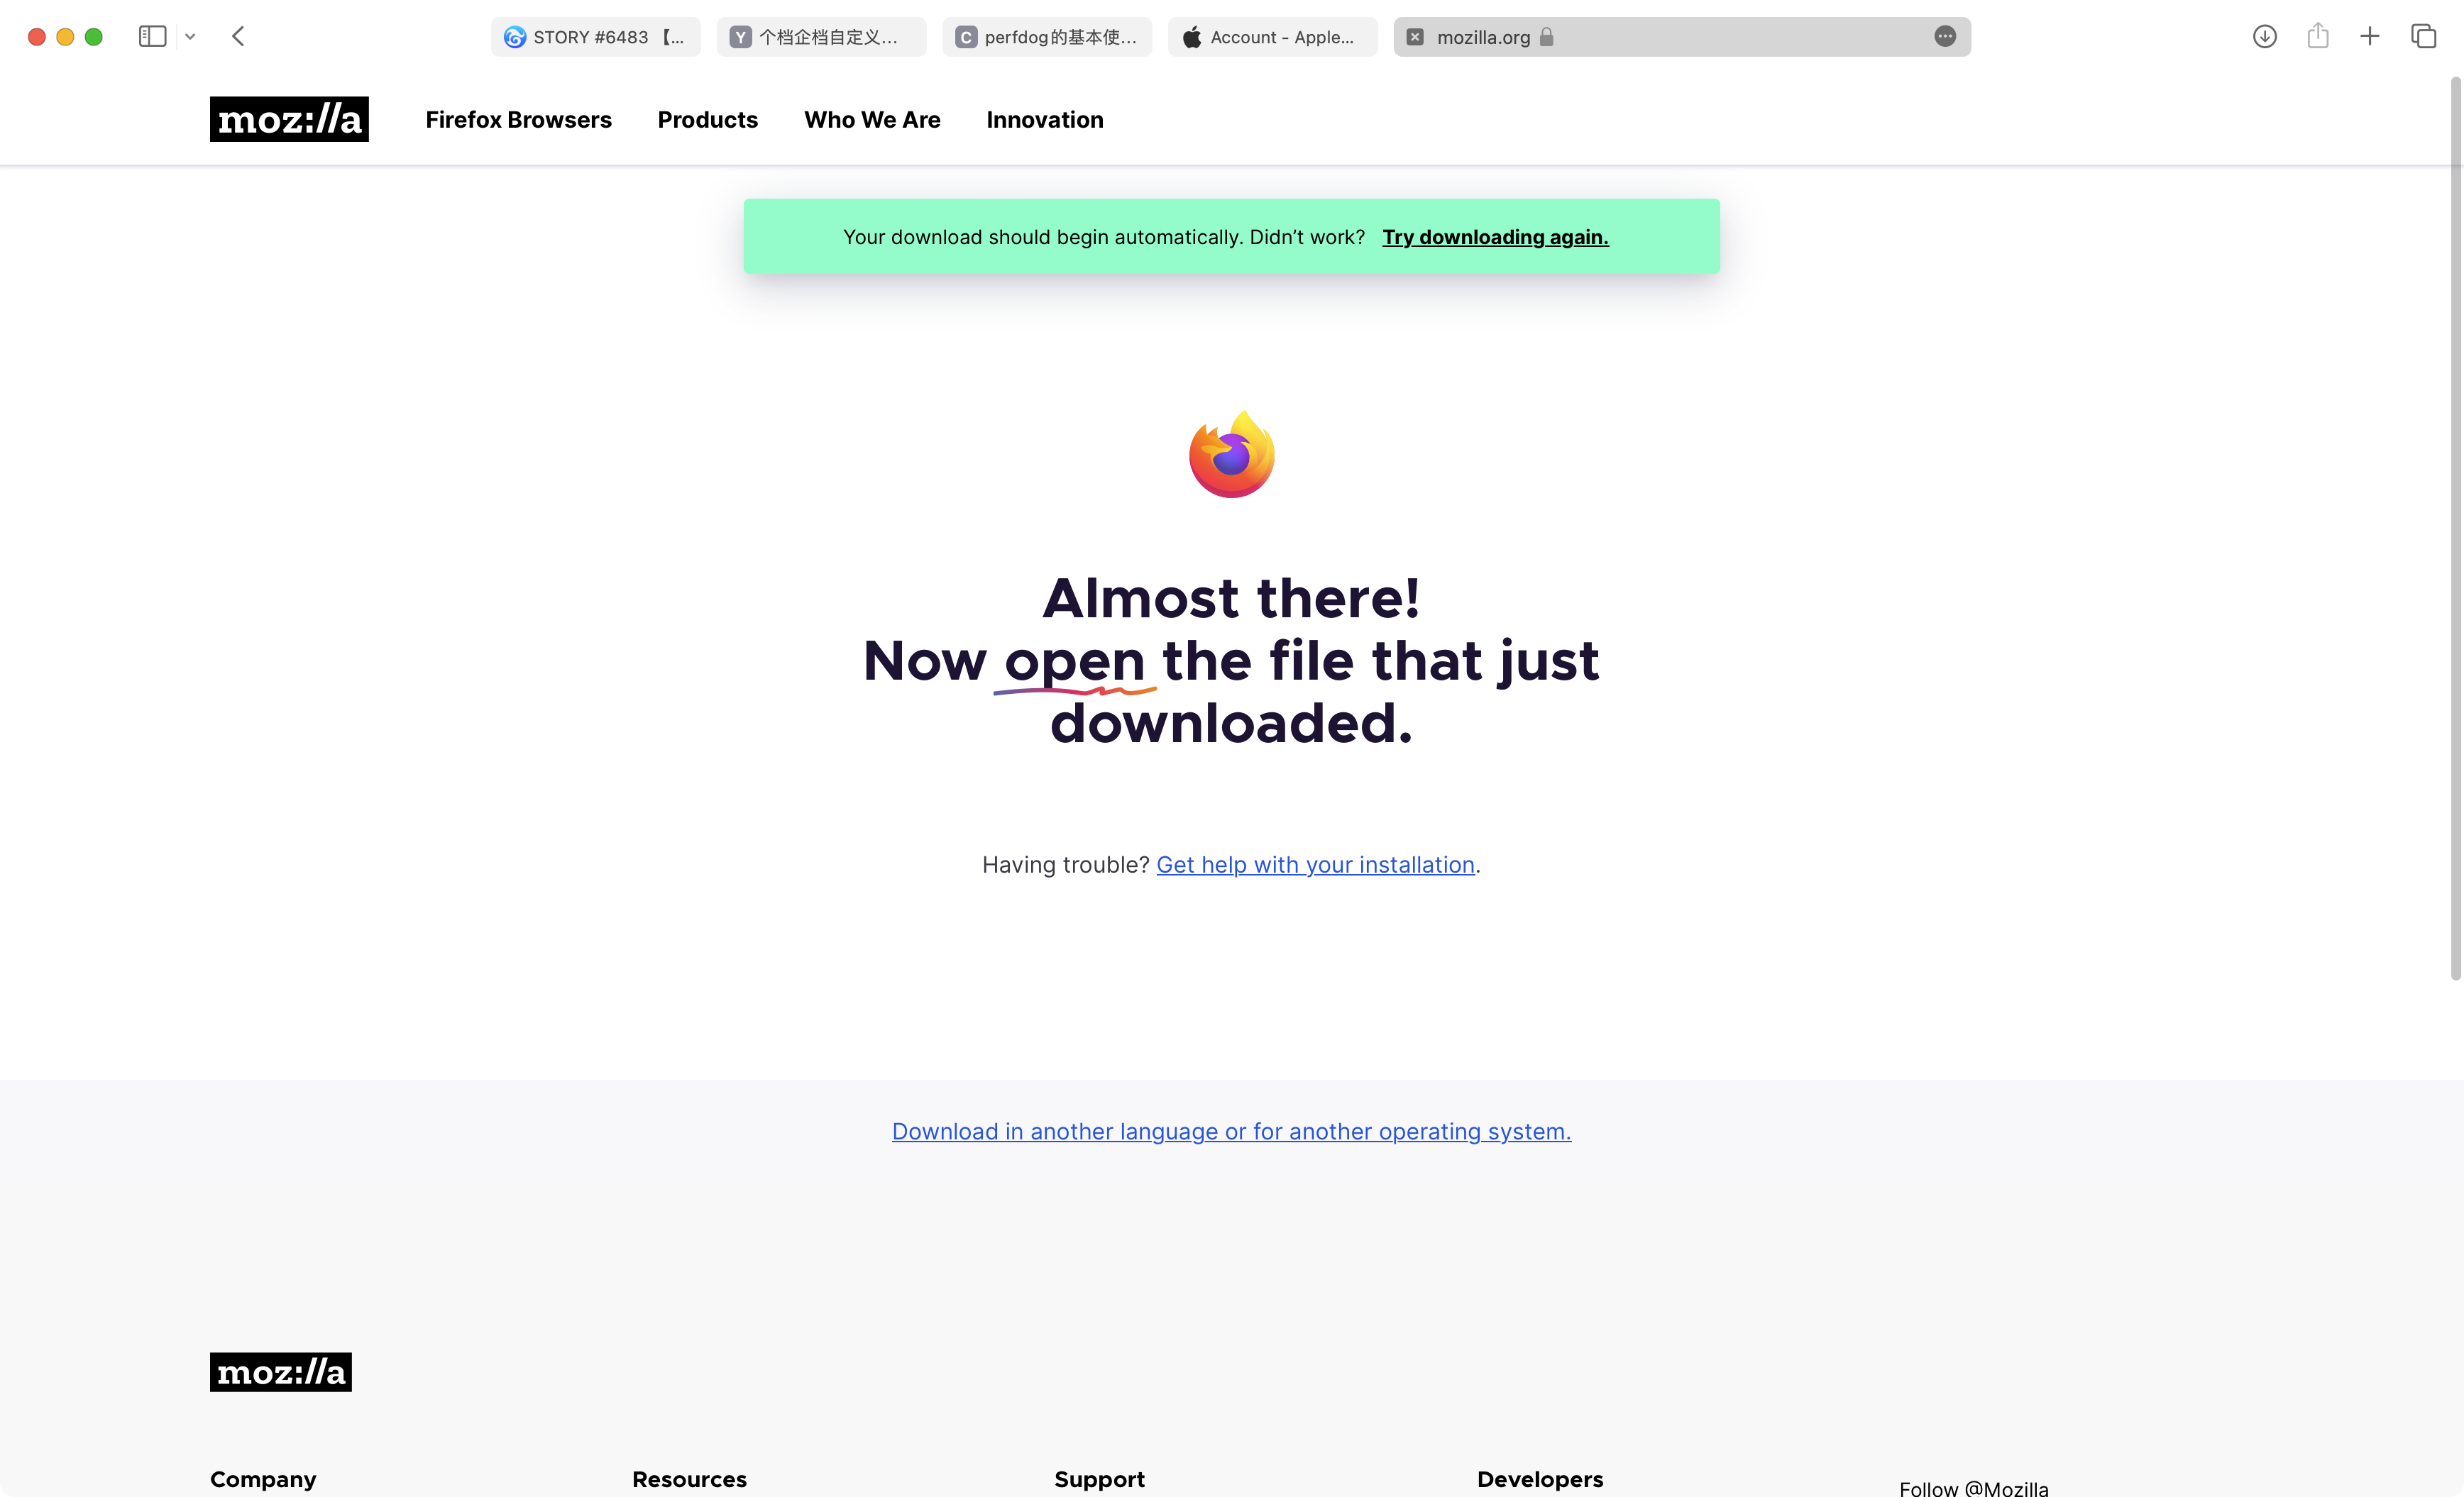 STORY #6483 【...
Y 个档企档自定义...
C perfdog的基本使...
Account - Apple...
mozilla.org
moz://a
Firefox Browsers
Products
Who We Are
Innovation
Your download should begin automatically. Didn’t work? Try downloading again.
Almost there!
Now open the file that just
downloaded.
Having trouble? Get help with your installation.
Download in another language or for another operating system.
moz://a
Company
Resources
Support
Developers
Follow @Mozilla